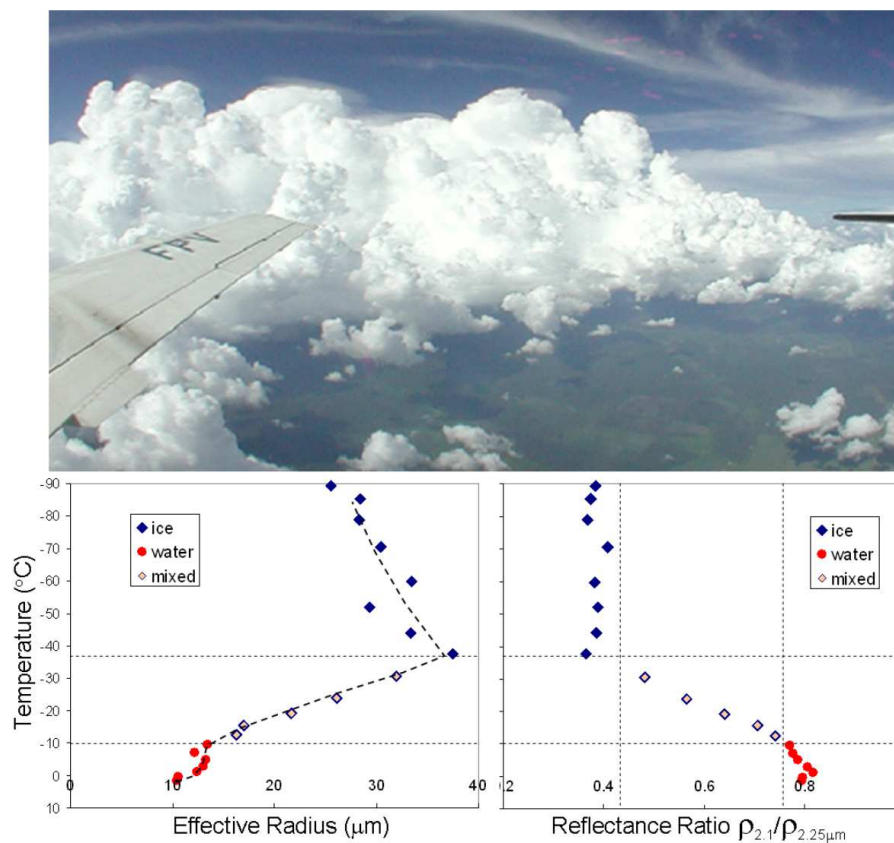 FPV
-90
-80
-70
-60
-50
-40
-30
-20
-10
0
10
Temperature (°C)
ice
water
mixed
0 10 20 30 40
Effective Radius (μm)
ice
water
mixed
0.2 0.4 0.6 0.8
Reflectance Ratio ρ2.1/ρ2.25μm